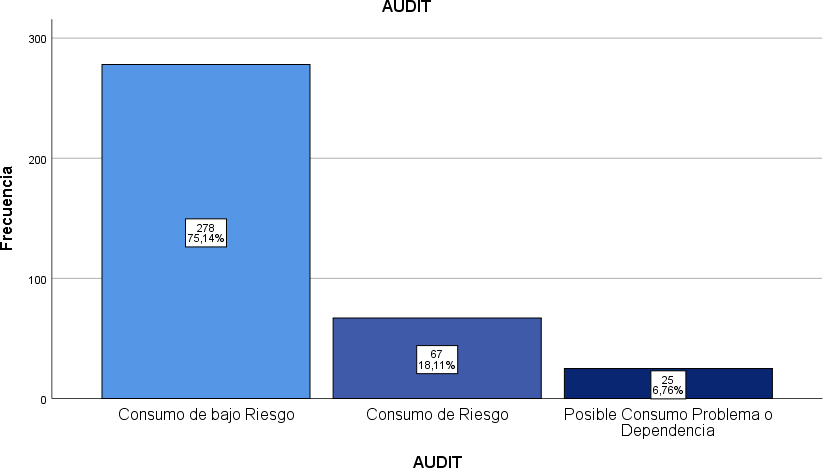 AUDIT
300
200
100
0
Frecuencia
278
75,14%
67
18,11%
25
6,76%
Consumo de bajo Riesgo
Consumo de Riesgo
Posible Consumo Problema o
Dependencia
AUDIT